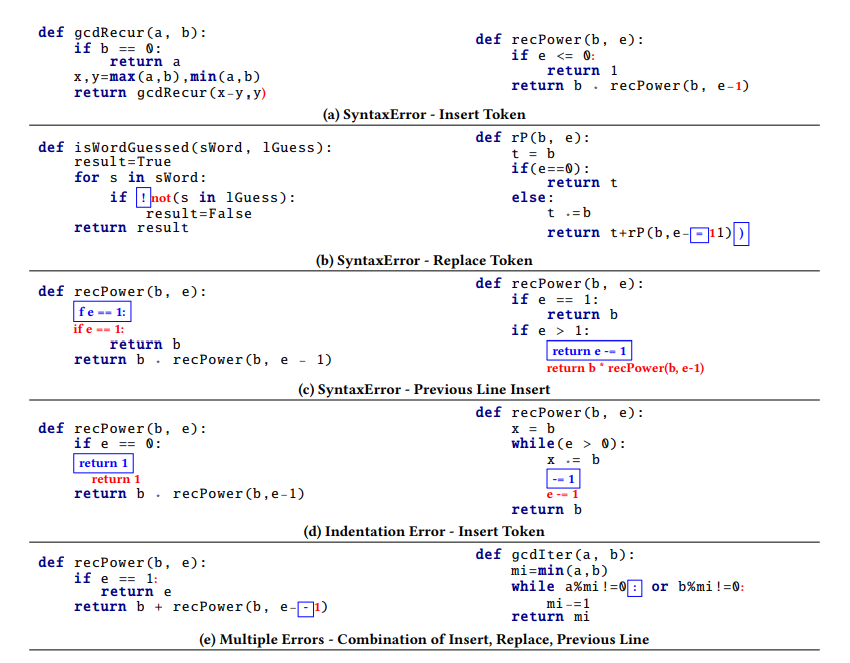 def gcdRecur(a, b):
if b == 0:
return a
x,y=max(a,b),min(a,b)
return gcdRecur(x-y,y)
def recPower(b, e):
if e <= 0:
return 1
return b * recPower(b, e-1)
(a) SyntaxError - Insert Token
def isWordGuessed(sWord, lGuess):
result=True
for s in sWord:
if !not(s in lGuess):
result=False
return result
def rP(b, e):
t = b
if(e==0):
return t
else:
t *=b
return t+rP(b,e-=11))
(b) SyntaxError - Replace Token
def recPower(b, e):
f e == 1:
if e == 1:
return b
return b * recPower(b, e - 1)
def recPower(b, e):
if e == 1:
return b
if e > 1:
return e -= 1
return b * recPower(b, e-1)
(c) SyntaxError - Previous Line Insert
def recPower(b, e):
if e == 0:
return 1
return 1
return b * recPower(b,e-1)
def recPower(b, e):
x = b
while(e > 0):
x *= b
-= 1
e -= 1
return b
(d) Indentation Error - Insert Token
def recPower(b, e):
if e == 1:
return e
return b + recPower(b, e--1)
def gcdIter(a, b):
mi=min(a,b)
while a%mi!=0: or b%mi!=0:
mi-=1
return mi
(e) Multiple Errors - Combination of Insert, Replace, Previous Line